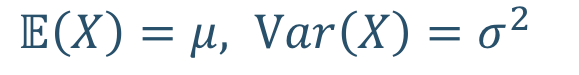 𝔼(X) = μ, Var(X) = σ²